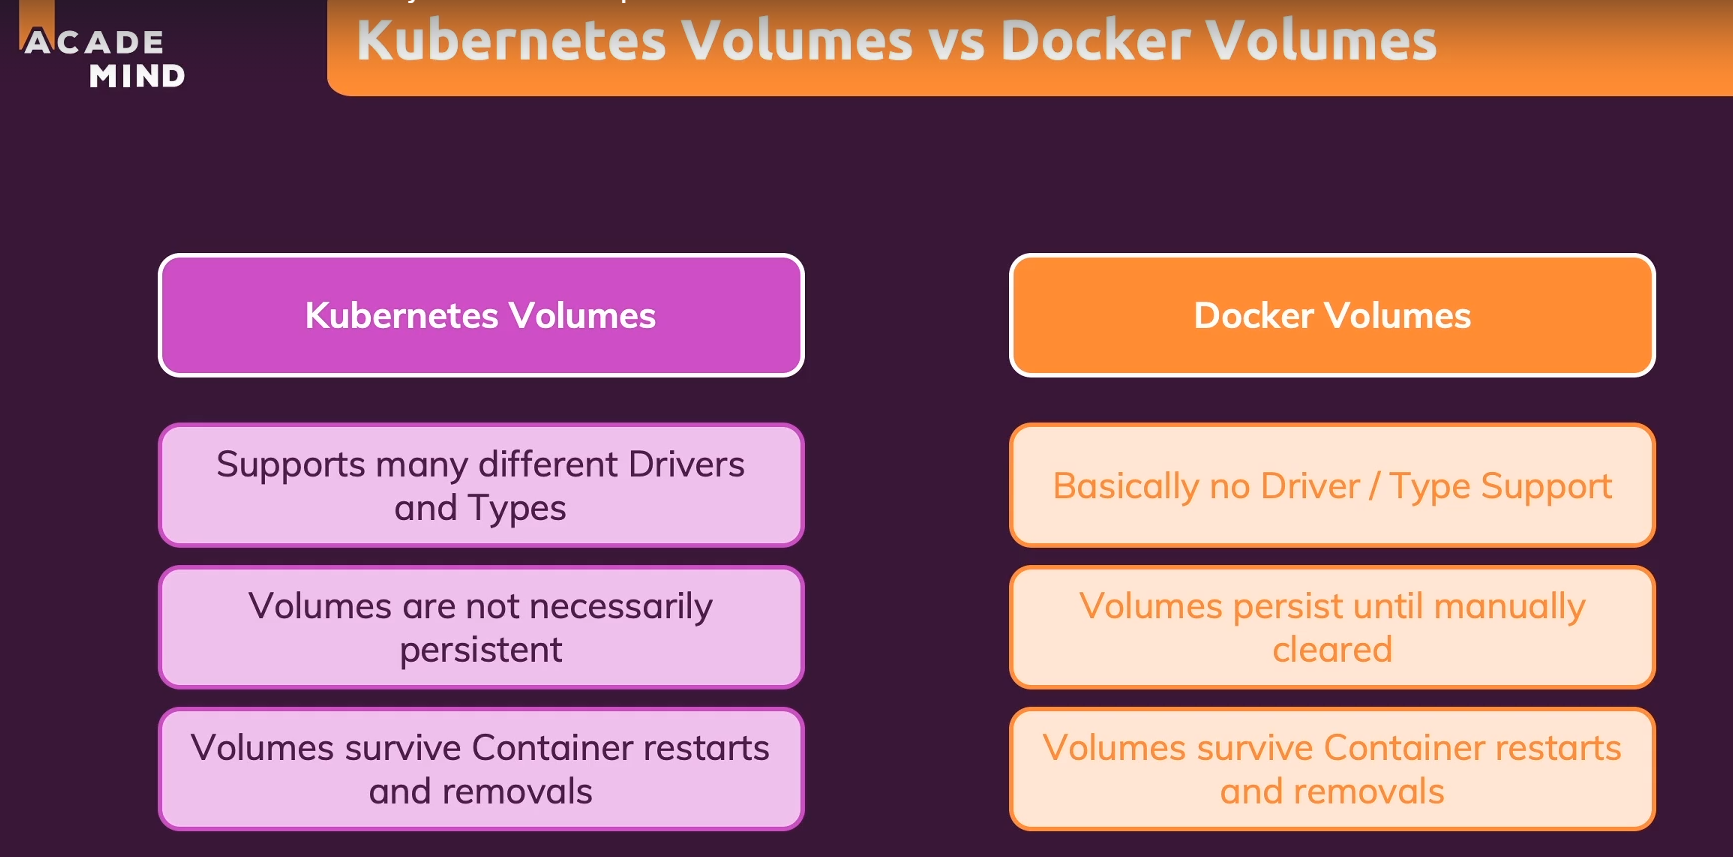 ACADE
MIND
Kubernetes Volumes vs Docker Volumes
Kubernetes Volumes
Supports many different Drivers
and Types
Volumes are not necessarily
persistent
Volumes survive Container restarts
and removals
Docker Volumes
Basically no Driver / Type Support
Volumes persist until manually
cleared
Volumes survive Container restarts
and removals